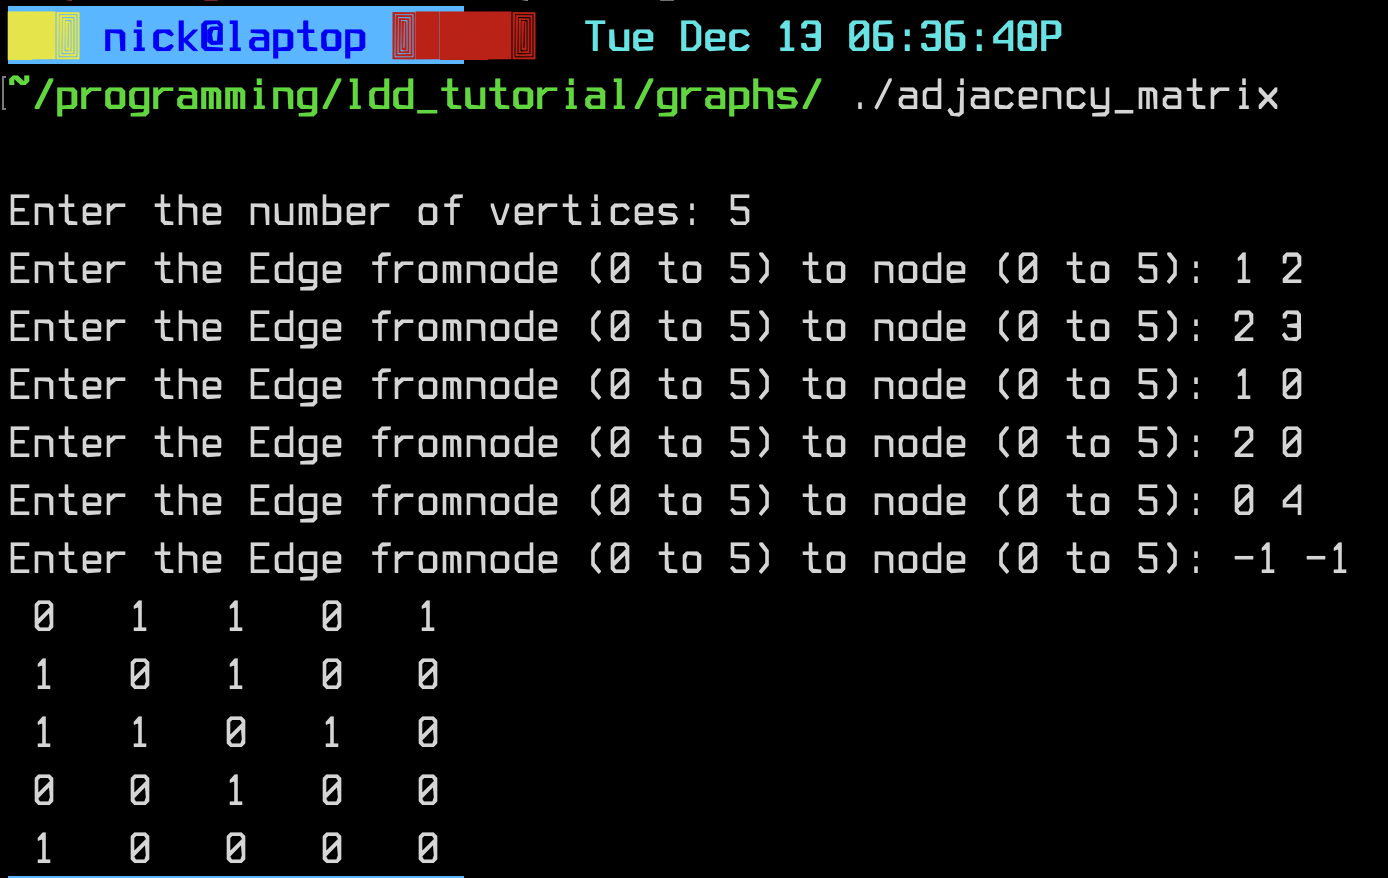 nick@laptop Tue Dec 13 06:36:48P
~/programming/ldd_tutorial/graphs/ ./adjacency_matrix
Enter the number of vertices: 5
Enter the Edge fromnode (0 to 5) to node (0 to 5): 1 2
Enter the Edge fromnode (0 to 5) to node (0 to 5): 2 3
Enter the Edge fromnode (0 to 5) to node (0 to 5): 1 0
Enter the Edge fromnode (0 to 5) to node (0 to 5): 2 0
Enter the Edge fromnode (0 to 5) to node (0 to 5): 0 4
Enter the Edge fromnode (0 to 5) to node (0 to 5): -1 -1
0 1 1 0 1
1 0 1 0 0
1 1 0 1 0
0 0 1 0 0
1 0 0 0 0